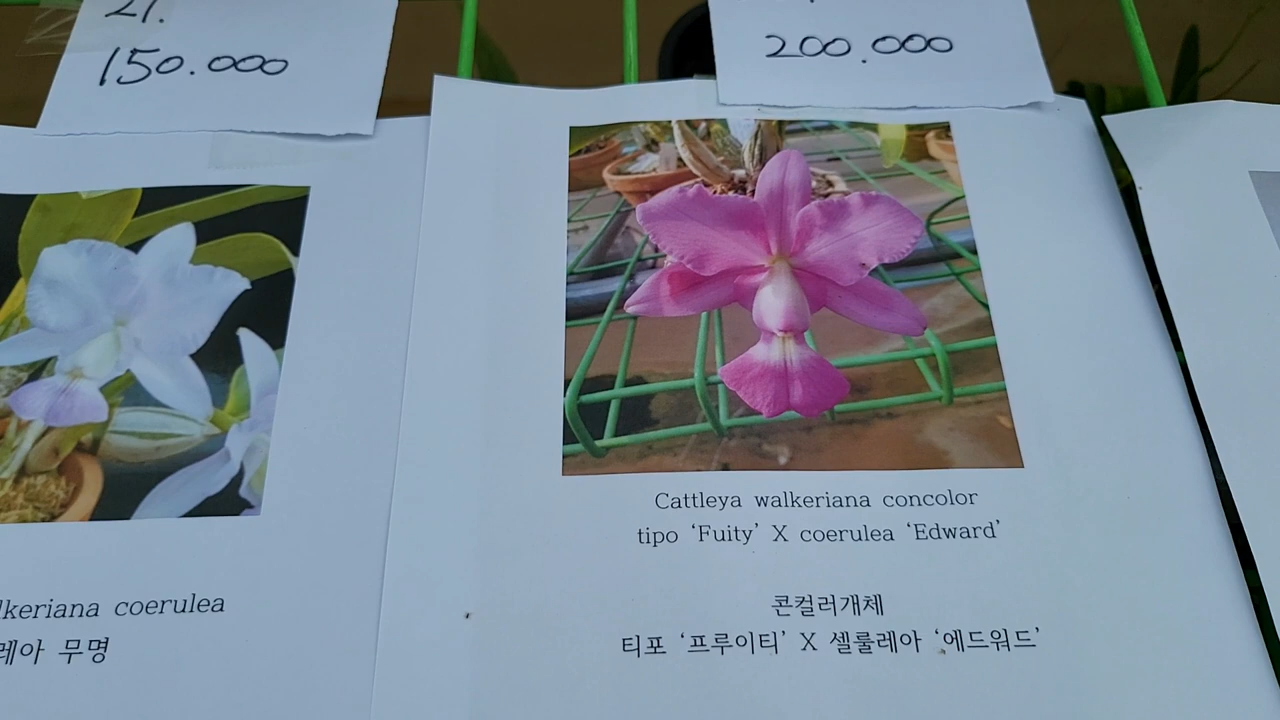 21.
150.000
200.000
Cattleya walkeriana concolor
tipo ‘Fuity’ X coerulea ‘Edward’
콘컬러개체
티포 ‘프루이티’ X 셀룰레아 ‘에드워드’
lkeriana coerulea
레아 무명